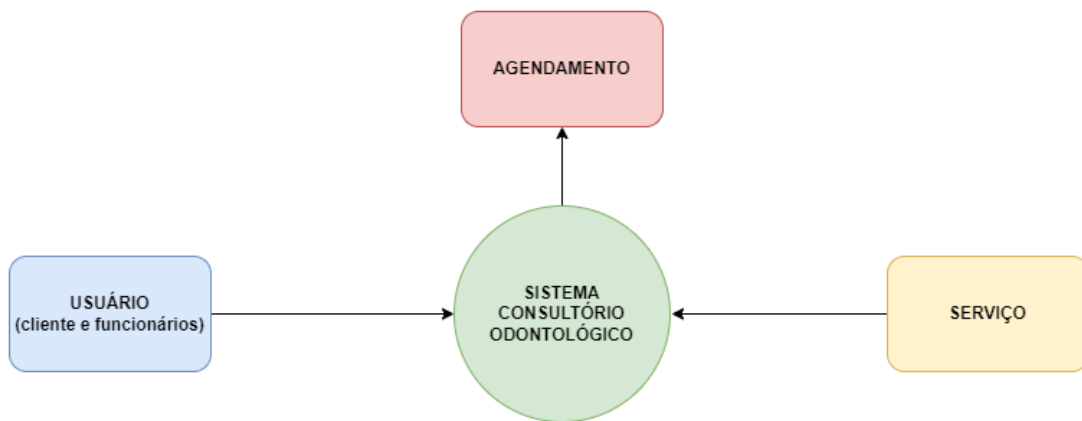 AGENDAMENTO
USUÁRIO
(cliente e funcionários)
SISTEMA
CONSULTÓRIO
ODONTOLÓGICO
SERVIÇO